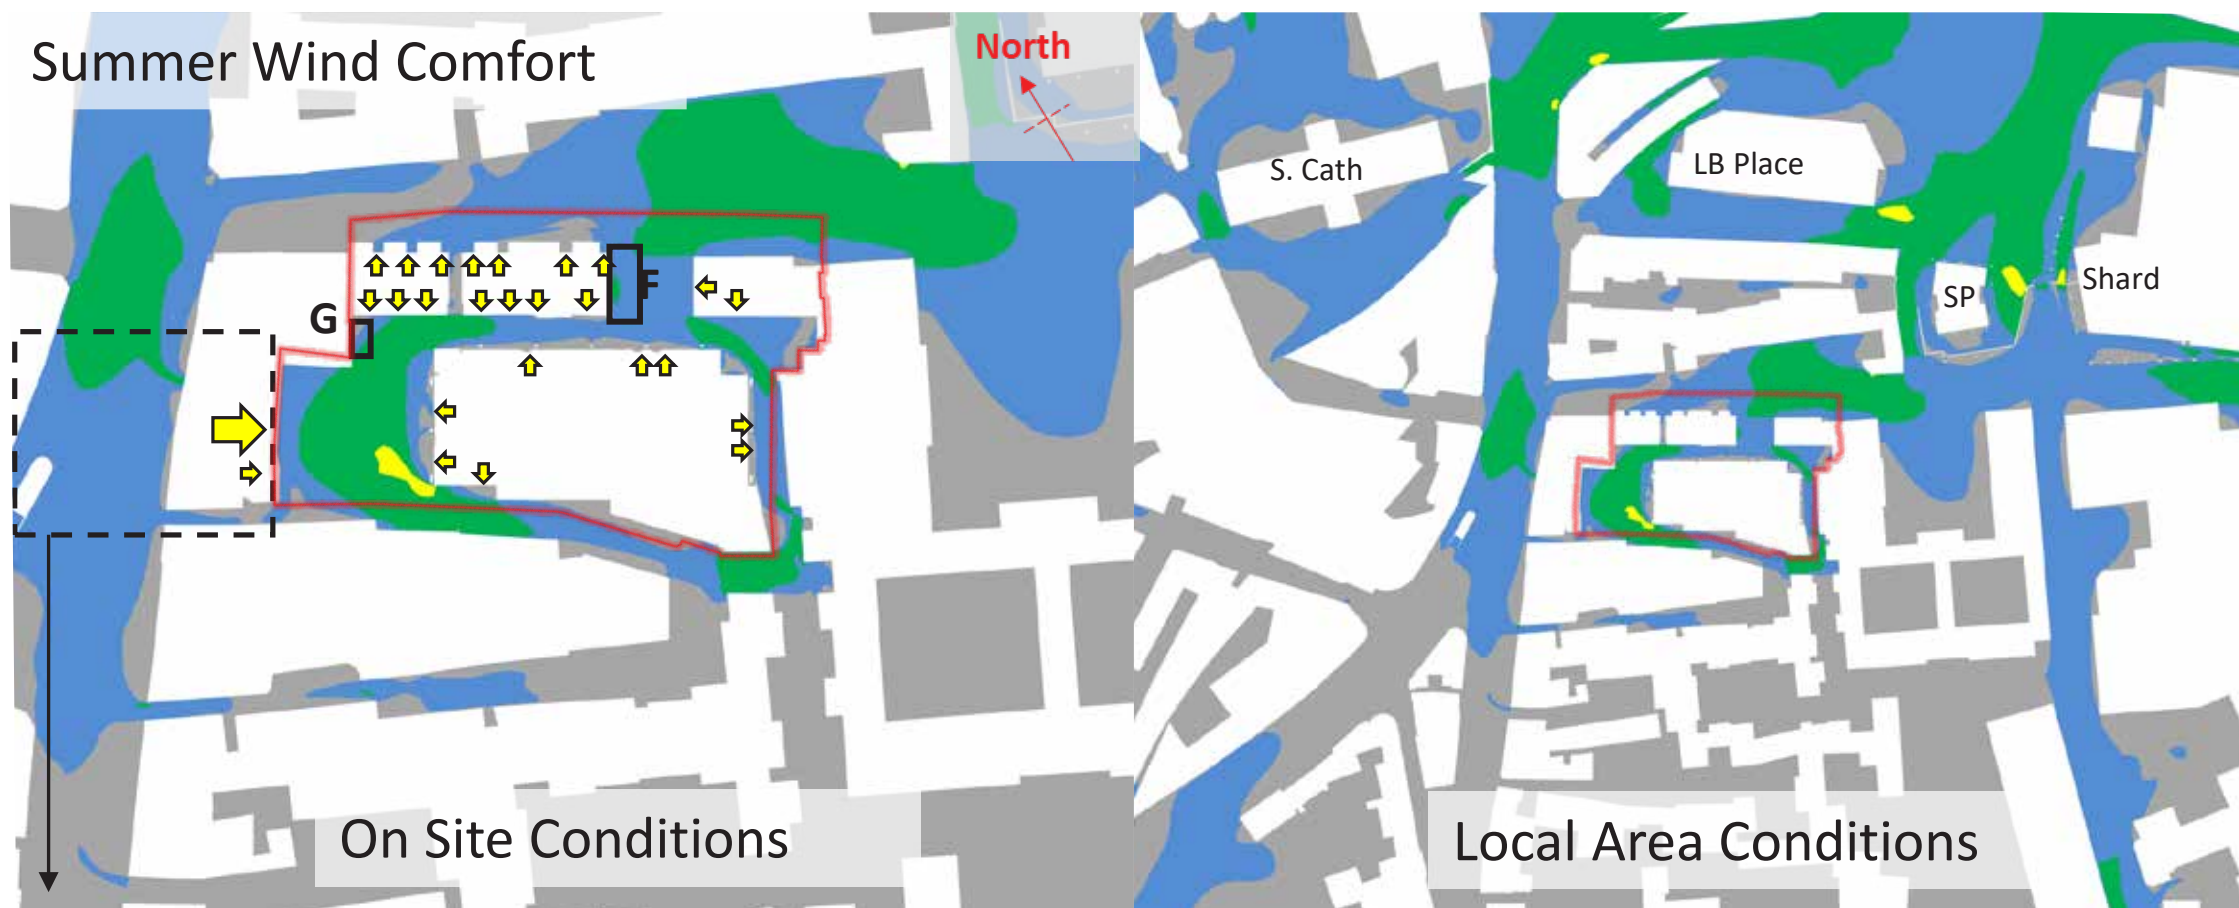 Summer Wind Comfort
North
S. Cath
LB Place
Shard
SP
F
G
On Site Conditions
Local Area Conditions